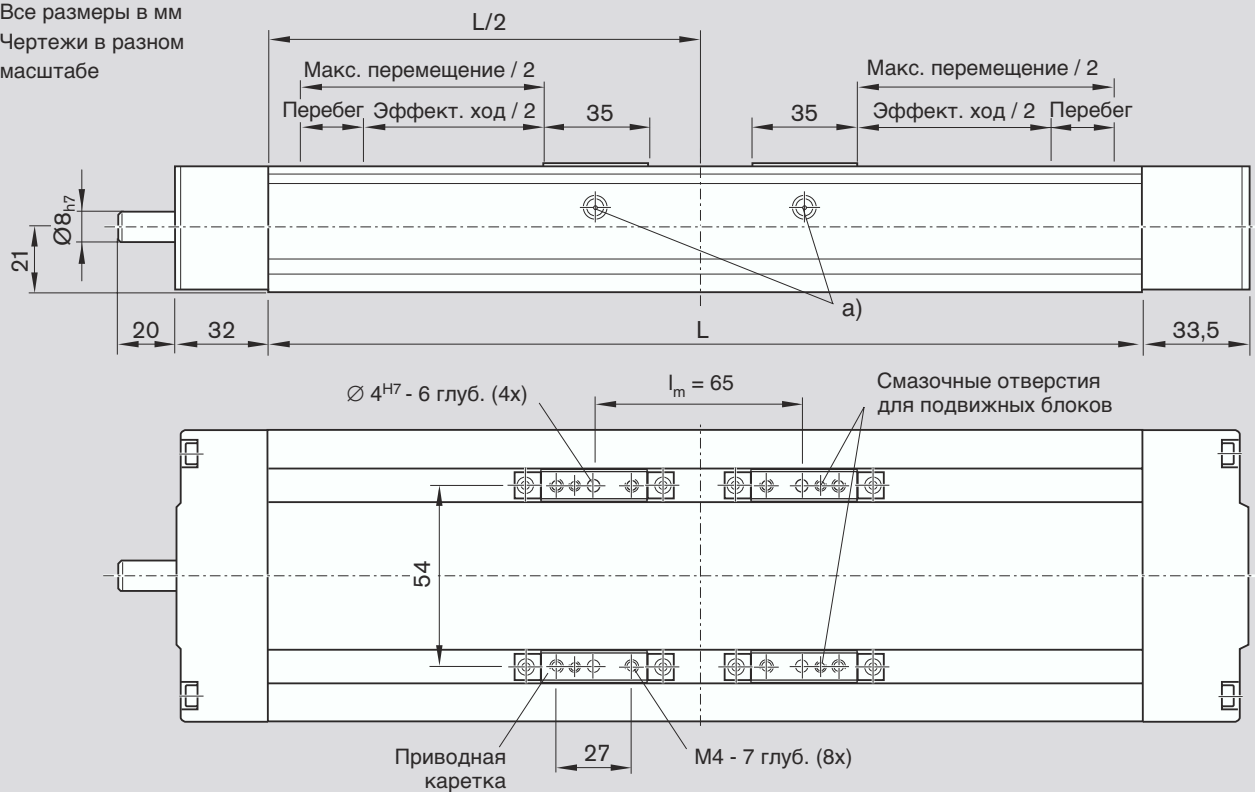 Все размеры в мм
Чертежи в разном
масштабе
L/2
Макс. перемещение / 2
Макс. перемещение / 2
Перебег
Эффект. ход / 2
35
35
Эффект. ход / 2
Перебег
Ø8h7
21
a)
20
32
L
33,5
∅ 4H7 - 6 глуб. (4x)
lm = 65
Смазочные отверстия
для подвижных блоков
54
Приводная
каретка
27
M4 - 7 глуб. (8x)